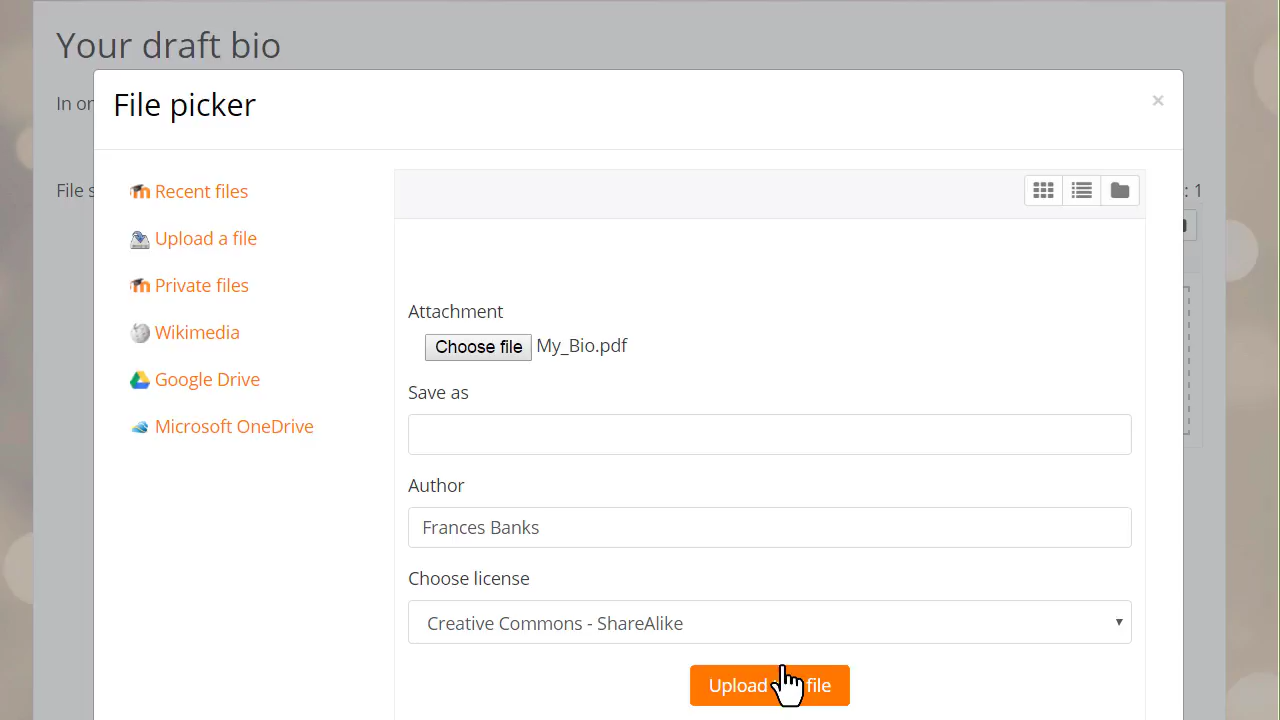 Your draft bio
File picker
×
In or
Recent files
File s
: 1
Upload a file
Private files
Attachment
Wikimedia
Choose file My_Bio.pdf
Google Drive
Save as
Microsoft OneDrive
Author
Frances Banks
Choose license
Creative Commons - ShareAlike
Upload file